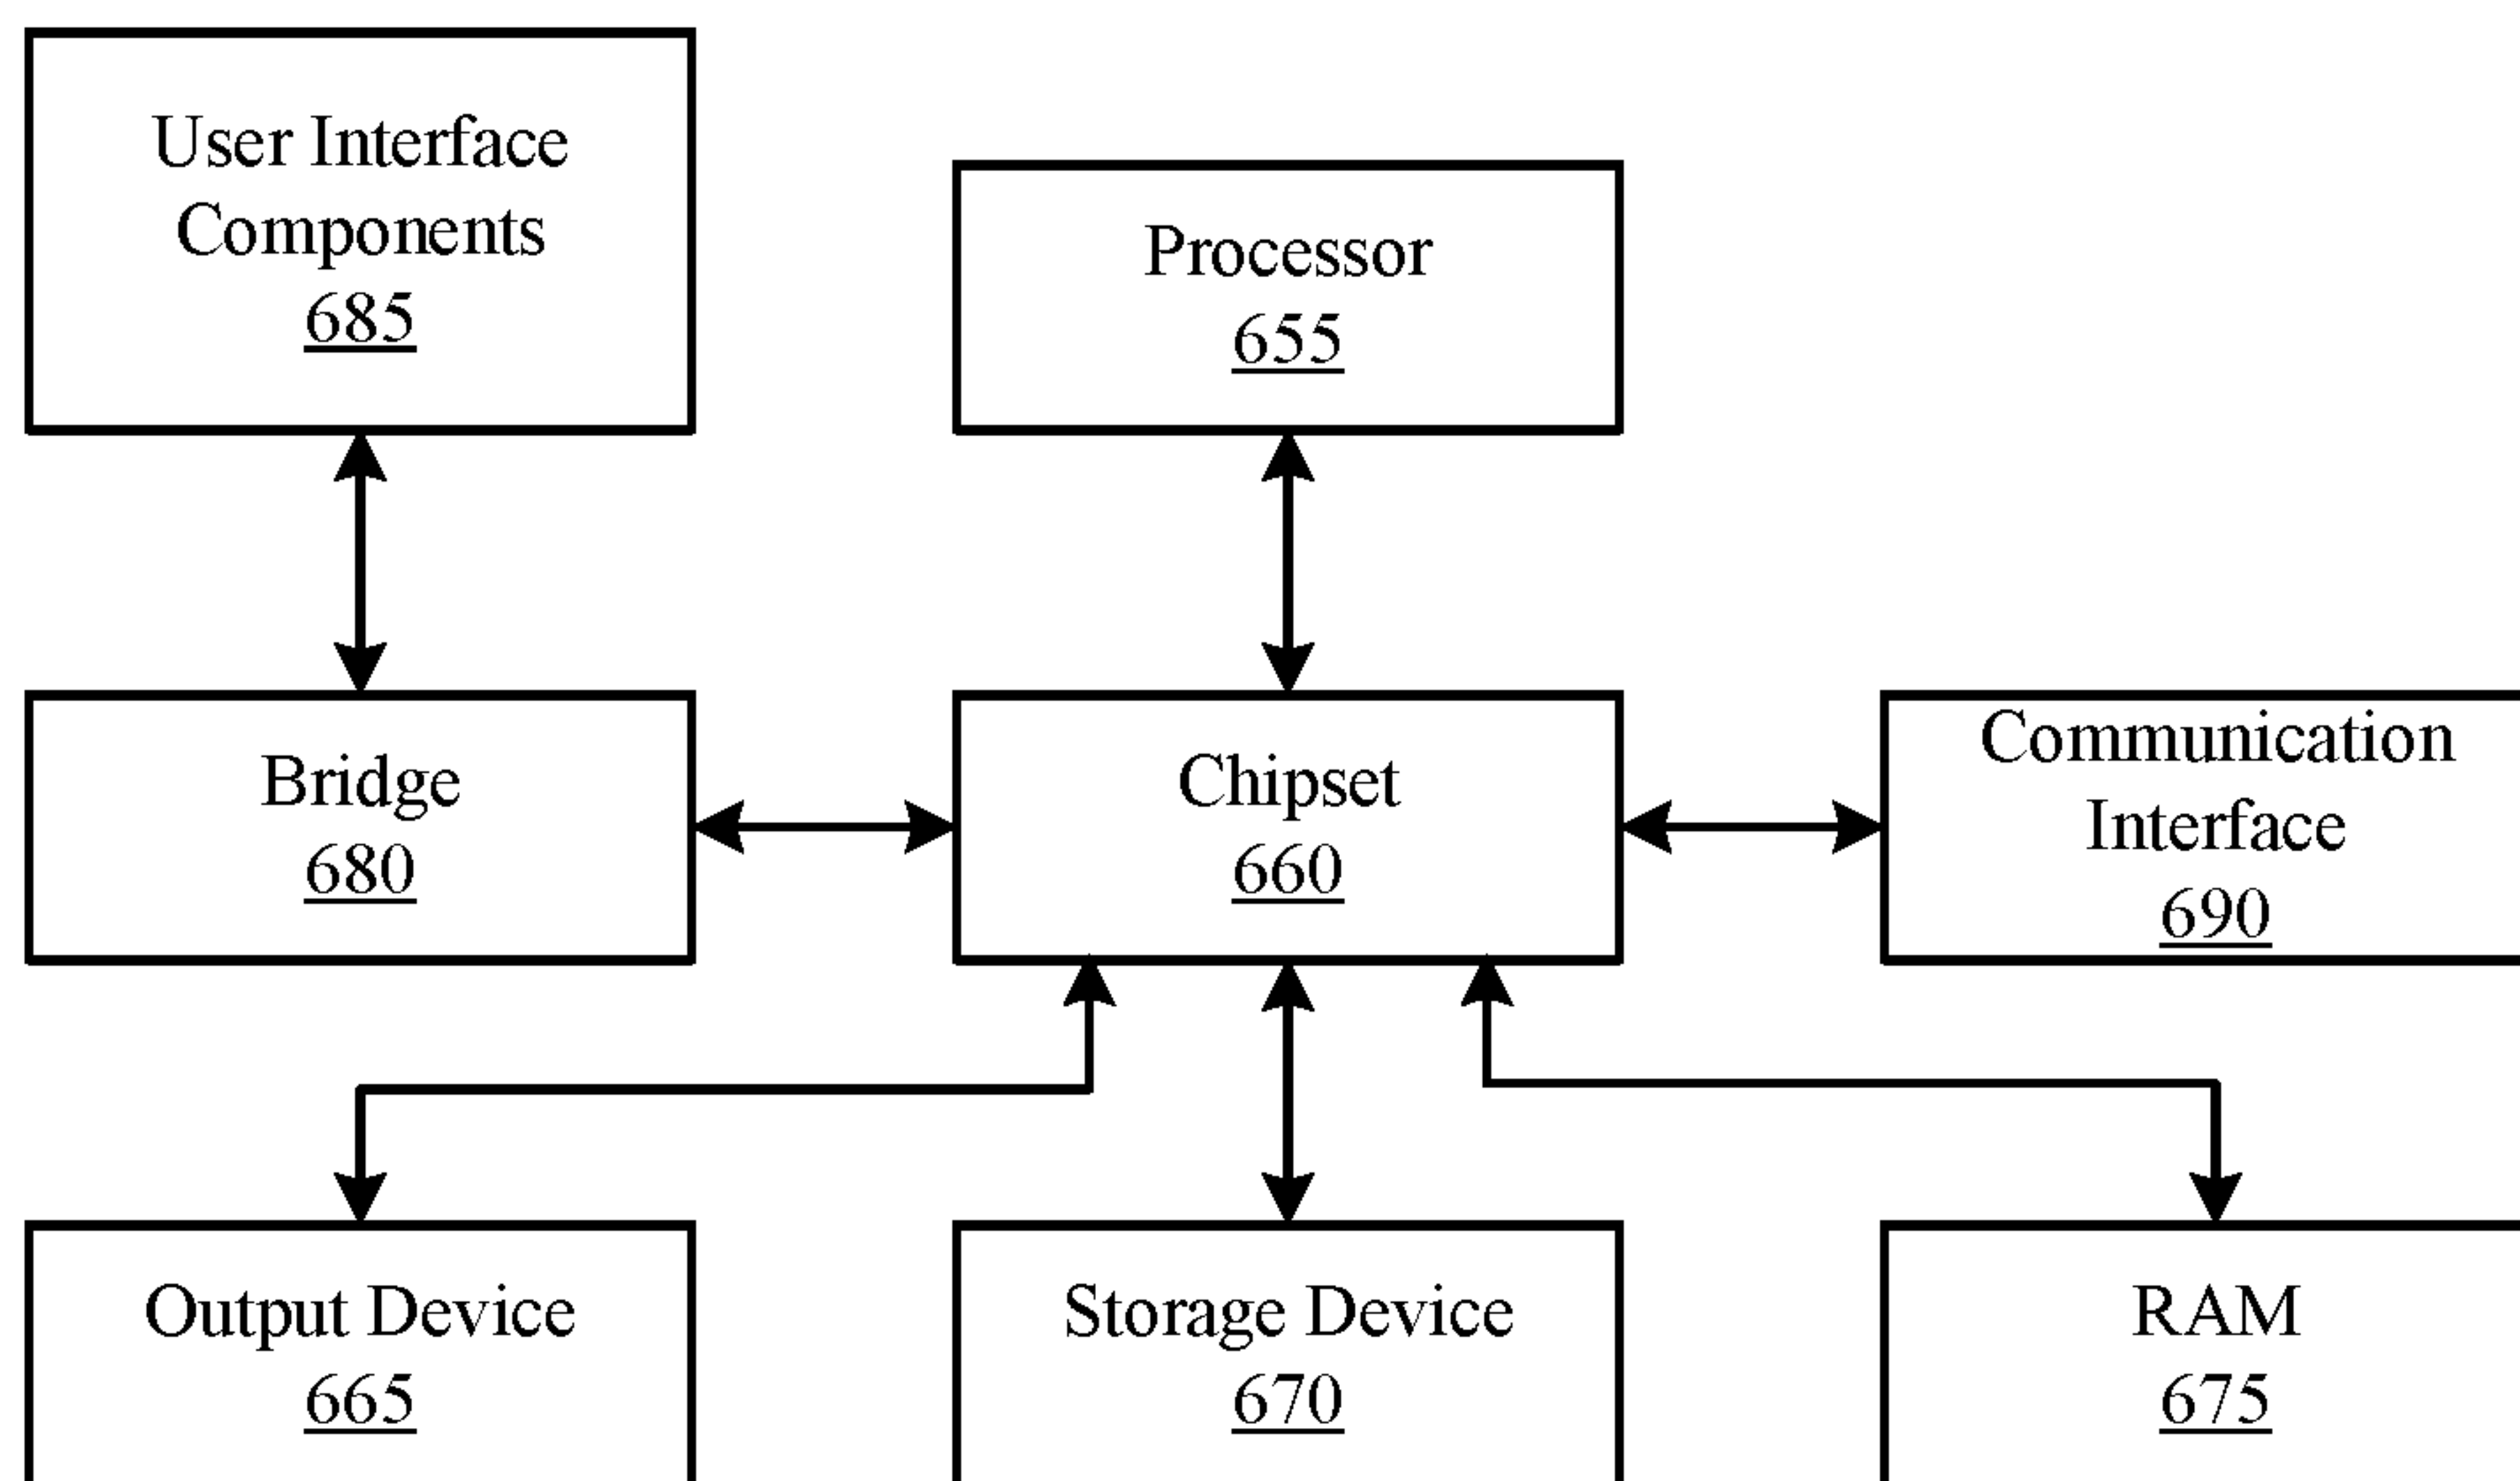 User Interface
Components
685
Processor
655
Bridge
680
Chipset
660
Communication
Interface
690
Output Device
665
Storage Device
670
RAM
675